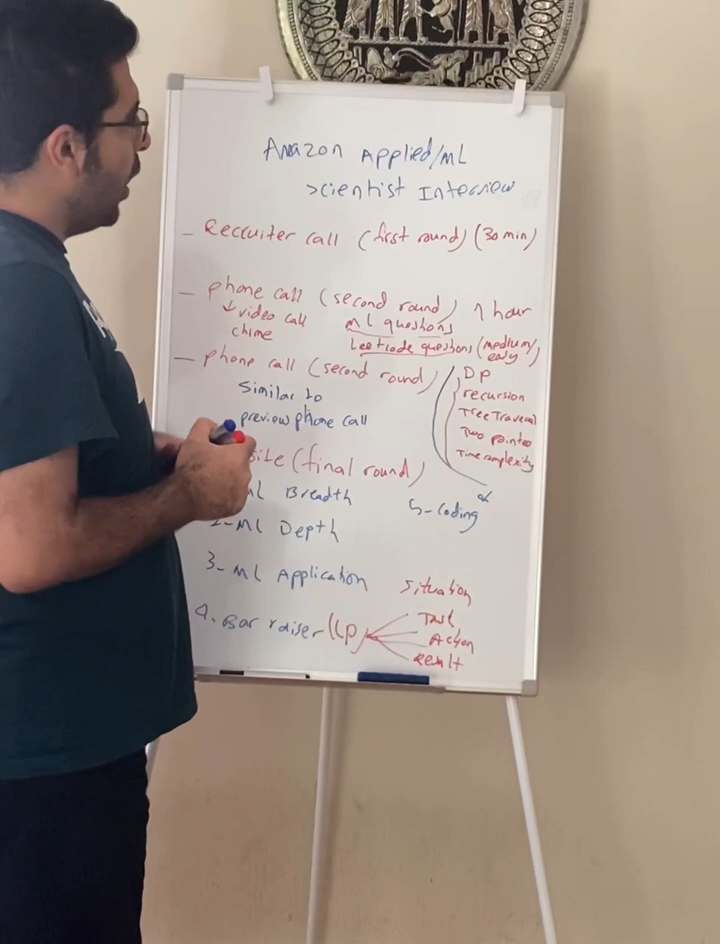 Amazon Applied/ML
Scientist Interview
- Recruiter call (first round) (30 min)
- phone call (second round) 1 hour
↓ video call
chime
ML questions
Leetcode questions (medium/
easy)
- phone call (second round)
Similar to
preview phone call
DP
recursion
Tree Traversal
Two pointer
Time complexity
site (final round)
ML Breadth
5-coding
2-ML Depth
3-ML Application
4. Bar raiser (LP)
Situation
Task
Action
Result